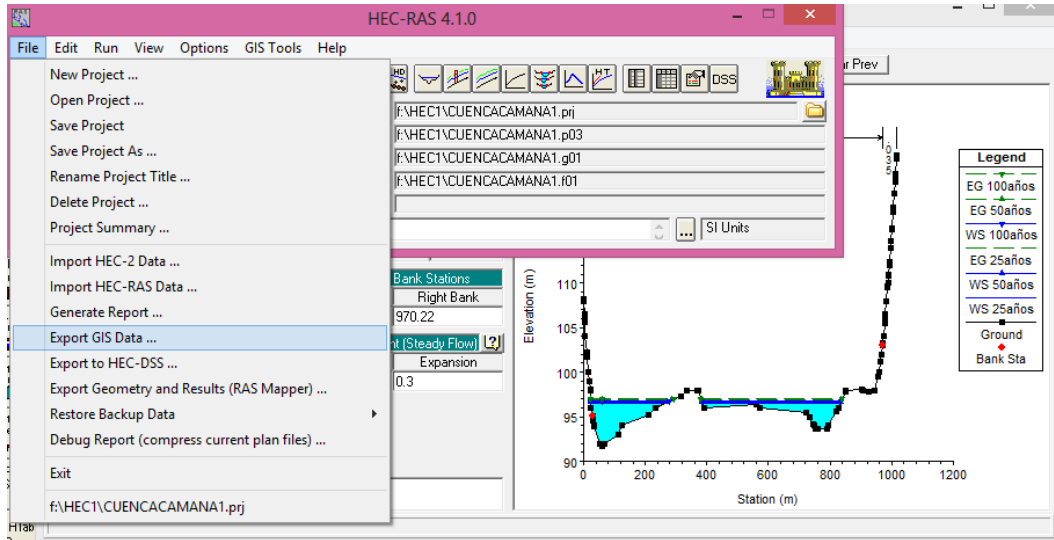 HEC-RAS 4.1.0
File Edit Run View Options GIS Tools Help
New Project ...
Open Project ...
Save Project
Save Project As ...
Rename Project Title ...
Delete Project ...
Project Summary ...
Import HEC-2 Data ...
Import HEC-RAS Data ...
Generate Report ...
Export GIS Data ...
Export to HEC-DSS ...
Export Geometry and Results (RAS Mapper) ...
Restore Backup Data
Debug Report (compress current plan files) ...
Exit
f:\HEC1\CUENCACAMANA1.prj
HD
HT
DSS
f:\HEC1\CUENCACAMANA1.prj
f:\HEC1\CUENCACAMANA1.p03
f:\HEC1\CUENCACAMANA1.g01
f:\HEC1\CUENCACAMANA1.f01
... SI Units
Prev
Bank Stations
Right Bank
970.22
(Steady Flow) ?
Expansion
0.3
HTab
.035
Elevation (m)
110
105
100
95
90
0 200 400 600 800 1000 1200
Station (m)
Legend
EG 100años
EG 50años
WS 100años
EG 25años
WS 50años
WS 25años
Ground
Bank Sta